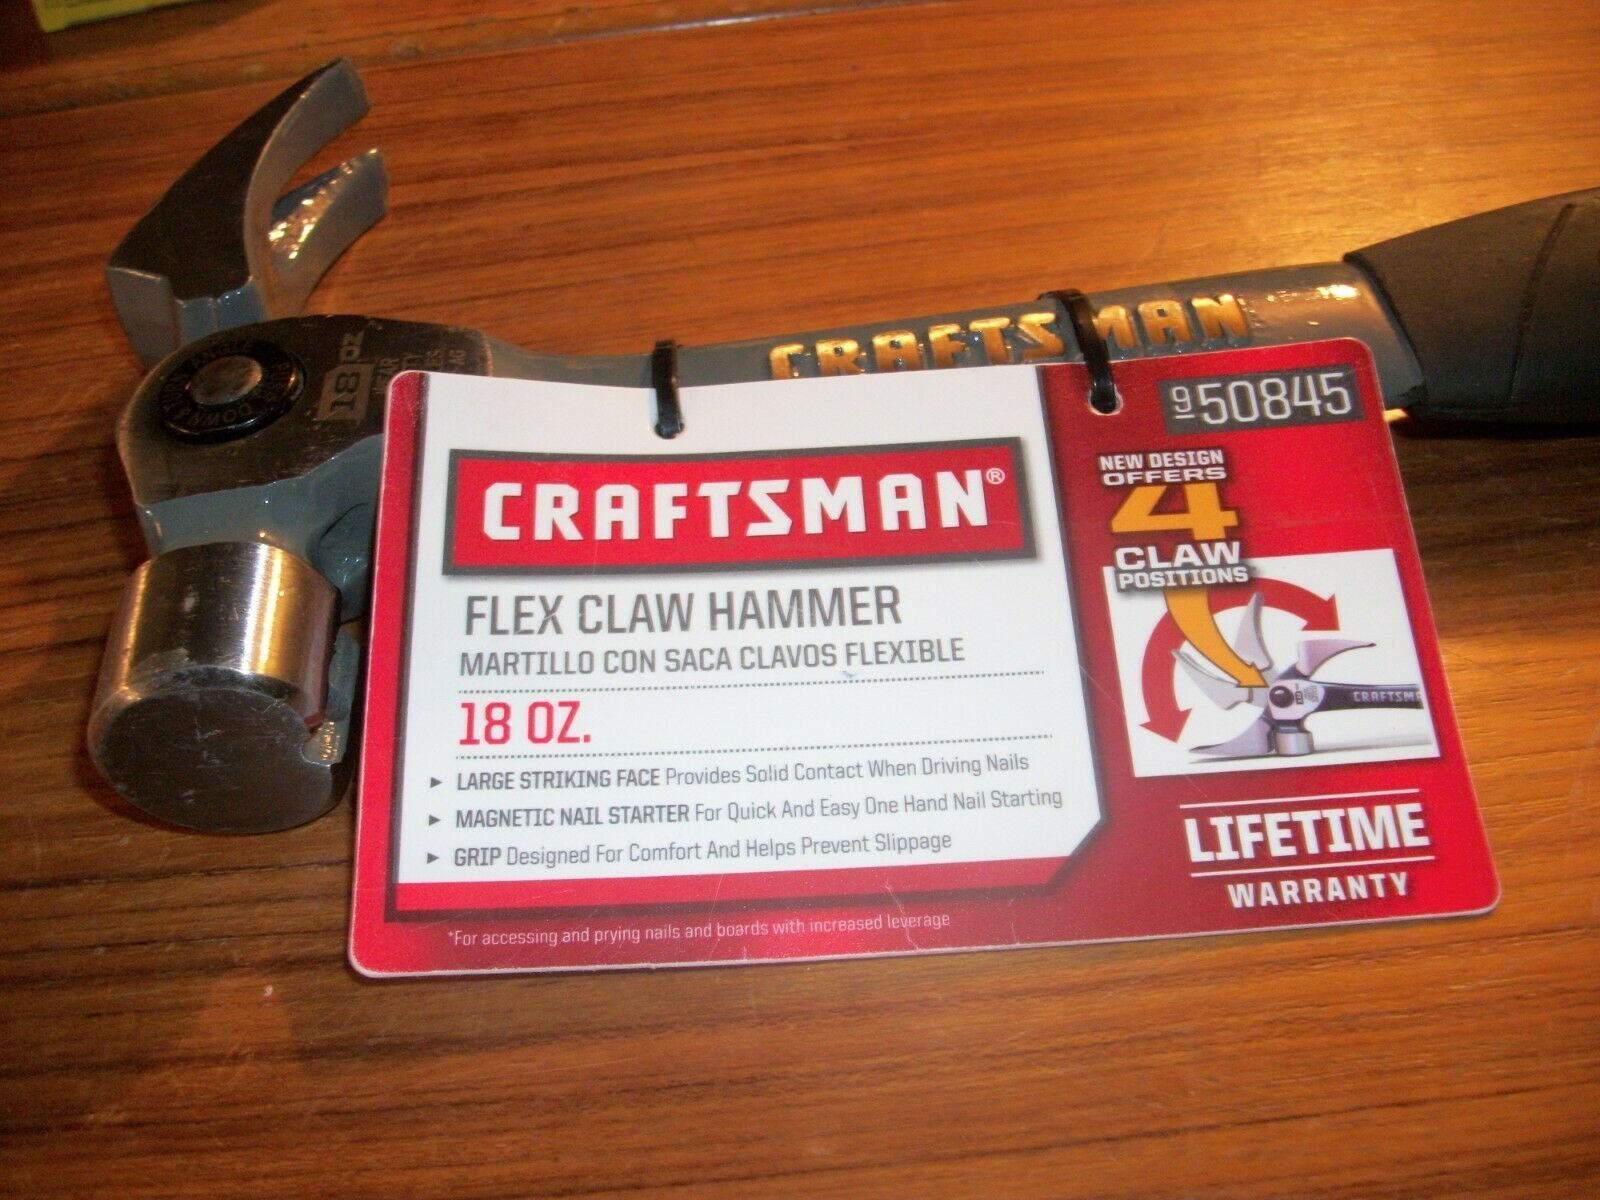 CRAFTSMAN
18 OZ
WEAR
DOWN
CRAFTSMAN®
FLEX CLAW HAMMER
MARTILLO CON SACA CLAVOS FLEXIBLE
18 OZ.
► LARGE STRIKING FACE Provides Solid Contact When Driving Nails
► MAGNETIC NAIL STARTER For Quick And Easy One Hand Nail Starting
► GRIP Designed For Comfort And Helps Prevent Slippage
*For accessing and prying nails and boards with increased leverage
9 50845
NEW DESIGN
OFFERS
4
CLAW
POSITIONS*
CRAFTSMA
LIFETIME
WARRANTY